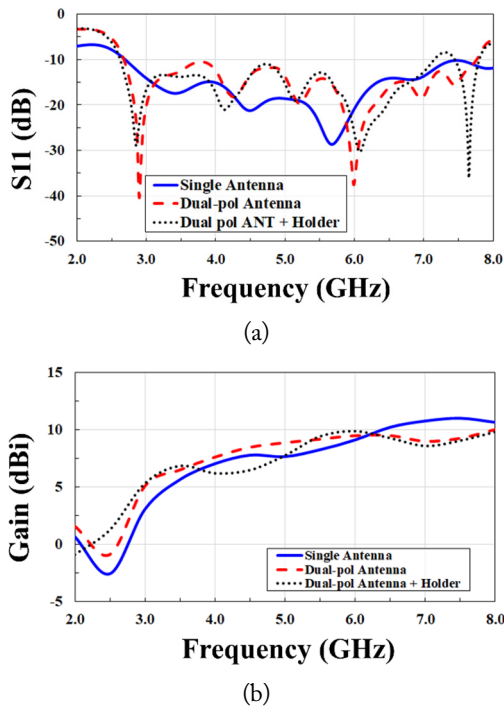 0
-10
-20
-30
-40
-50
S11 (dB)
Single Antenna
Dual-pol Antenna
Dual pol ANT + Holder
2.0 3.0 4.0 5.0 6.0 7.0 8.0
Frequency (GHz)
(a)
15
10
5
0
-5
Gain (dBi)
Single Antenna
Dual-pol Antenna
Dual-pol Antenna + Holder
2.0 3.0 4.0 5.0 6.0 7.0 8.0
Frequency (GHz)
(b)